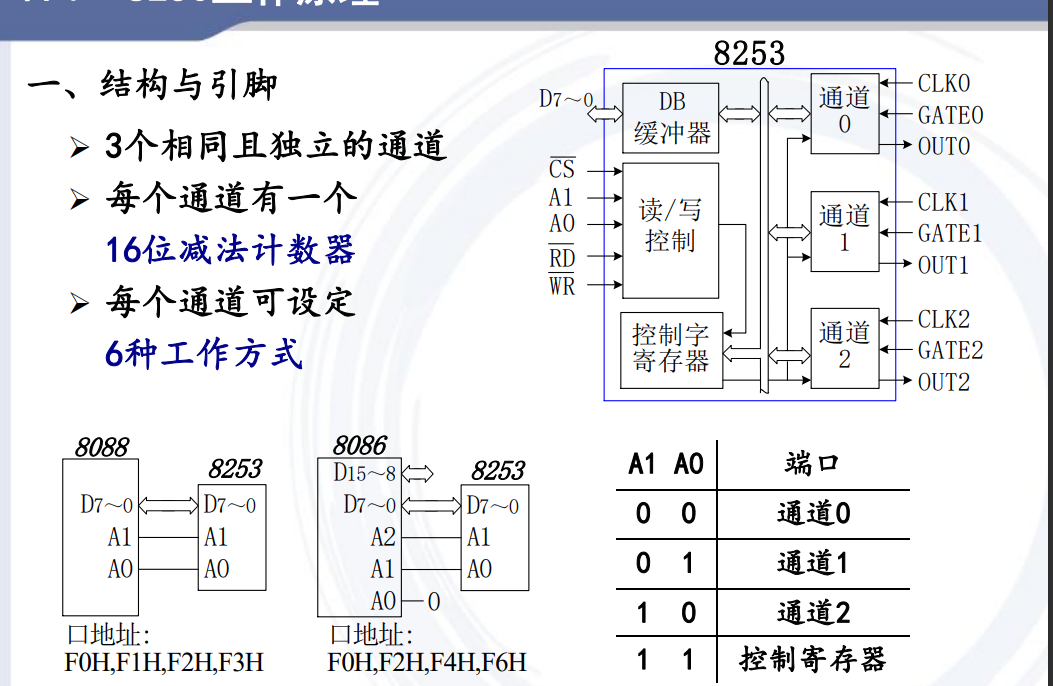 8253
一、结构与引脚
➢ 3个相同且独立的通道
➢ 每个通道有一个
16位减法计数器
➢ 每个通道可设定
6种工作方式
D7~0
DB
缓冲器
通道
0
CLK0
GATE0
OUT0
CS
A1
A0
RD
WR
读/写
控制
通道
1
CLK1
GATE1
OUT1
控制字
寄存器
通道
2
CLK2
GATE2
OUT2
8088
8253
D7~0
D7~0
A1
A1
A0
A0
口地址:
F0H,F1H,F2H,F3H
8086
8253
D15~8
D7~0
D7~0
A2
A1
A1
A0
A0
0
口地址:
F0H,F2H,F4H,F6H
A1 A0 端口
0 0 通道0
0 1 通道1
1 0 通道2
1 1 控制寄存器